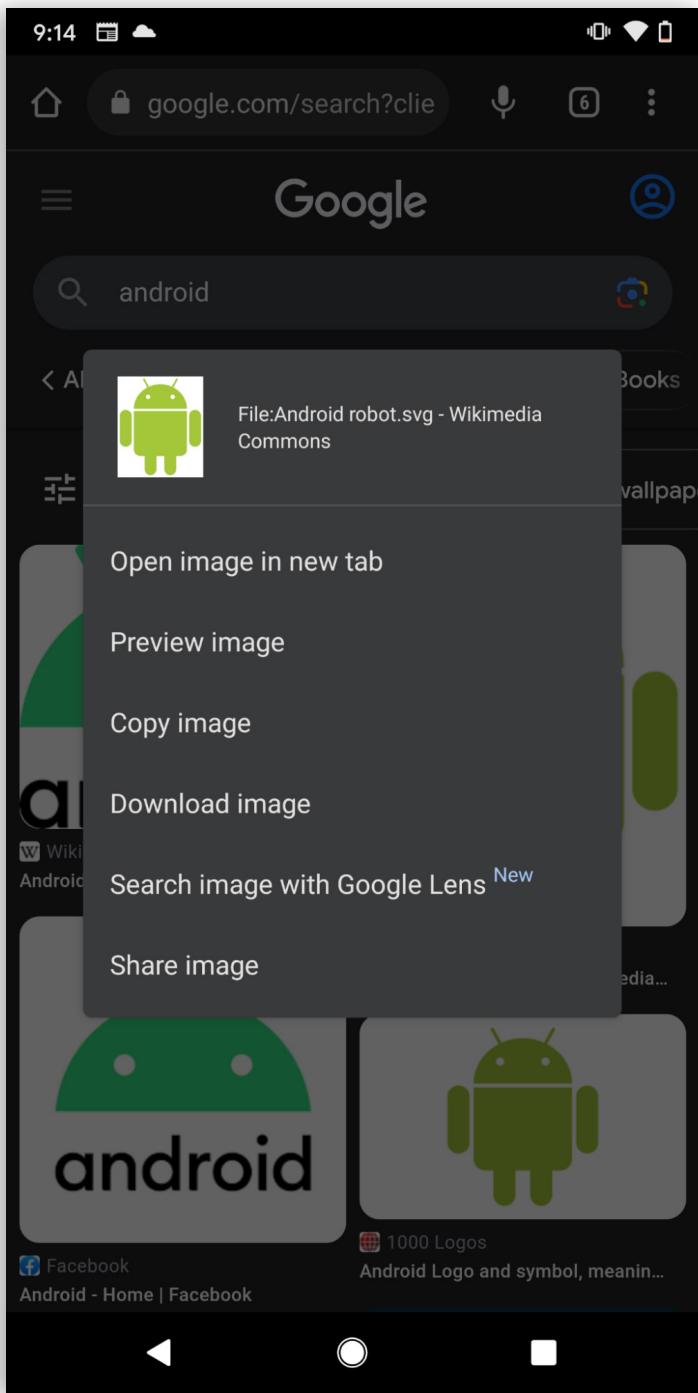 9:14
google.com/search?clie
6
Google
android
Books
File:Android robot.svg - Wikimedia
Commons
Open image in new tab
Preview image
Copy image
Download image
Search image with Google Lens New
Share image
Wiki
Android
edia...
android
1000 Logos
Android Logo and symbol, meanin...
Facebook
Android - Home | Facebook